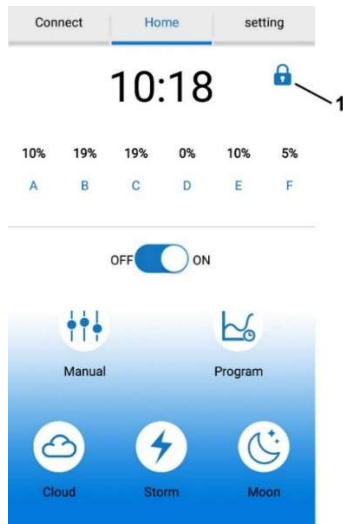 Connect Home setting
10:18
1
10% 19% 19% 0% 10% 5%
A B C D E F
OFF ON
Manual Program
Cloud Storm Moon